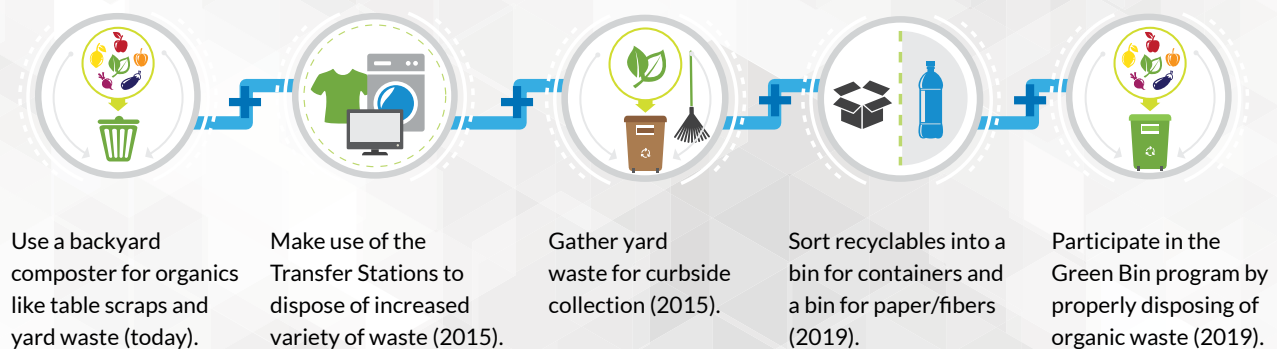 Use a backyard
composter for organics
like table scraps and
yard waste (today).
Make use of the
Transfer Stations to
dispose of increased
variety of waste (2015).
Gather yard
waste for curbside
collection (2015).
Sort recyclables into a
bin for containers and
a bin for paper/fibers
(2019).
Participate in the
Green Bin program by
properly disposing of
organic waste (2019).